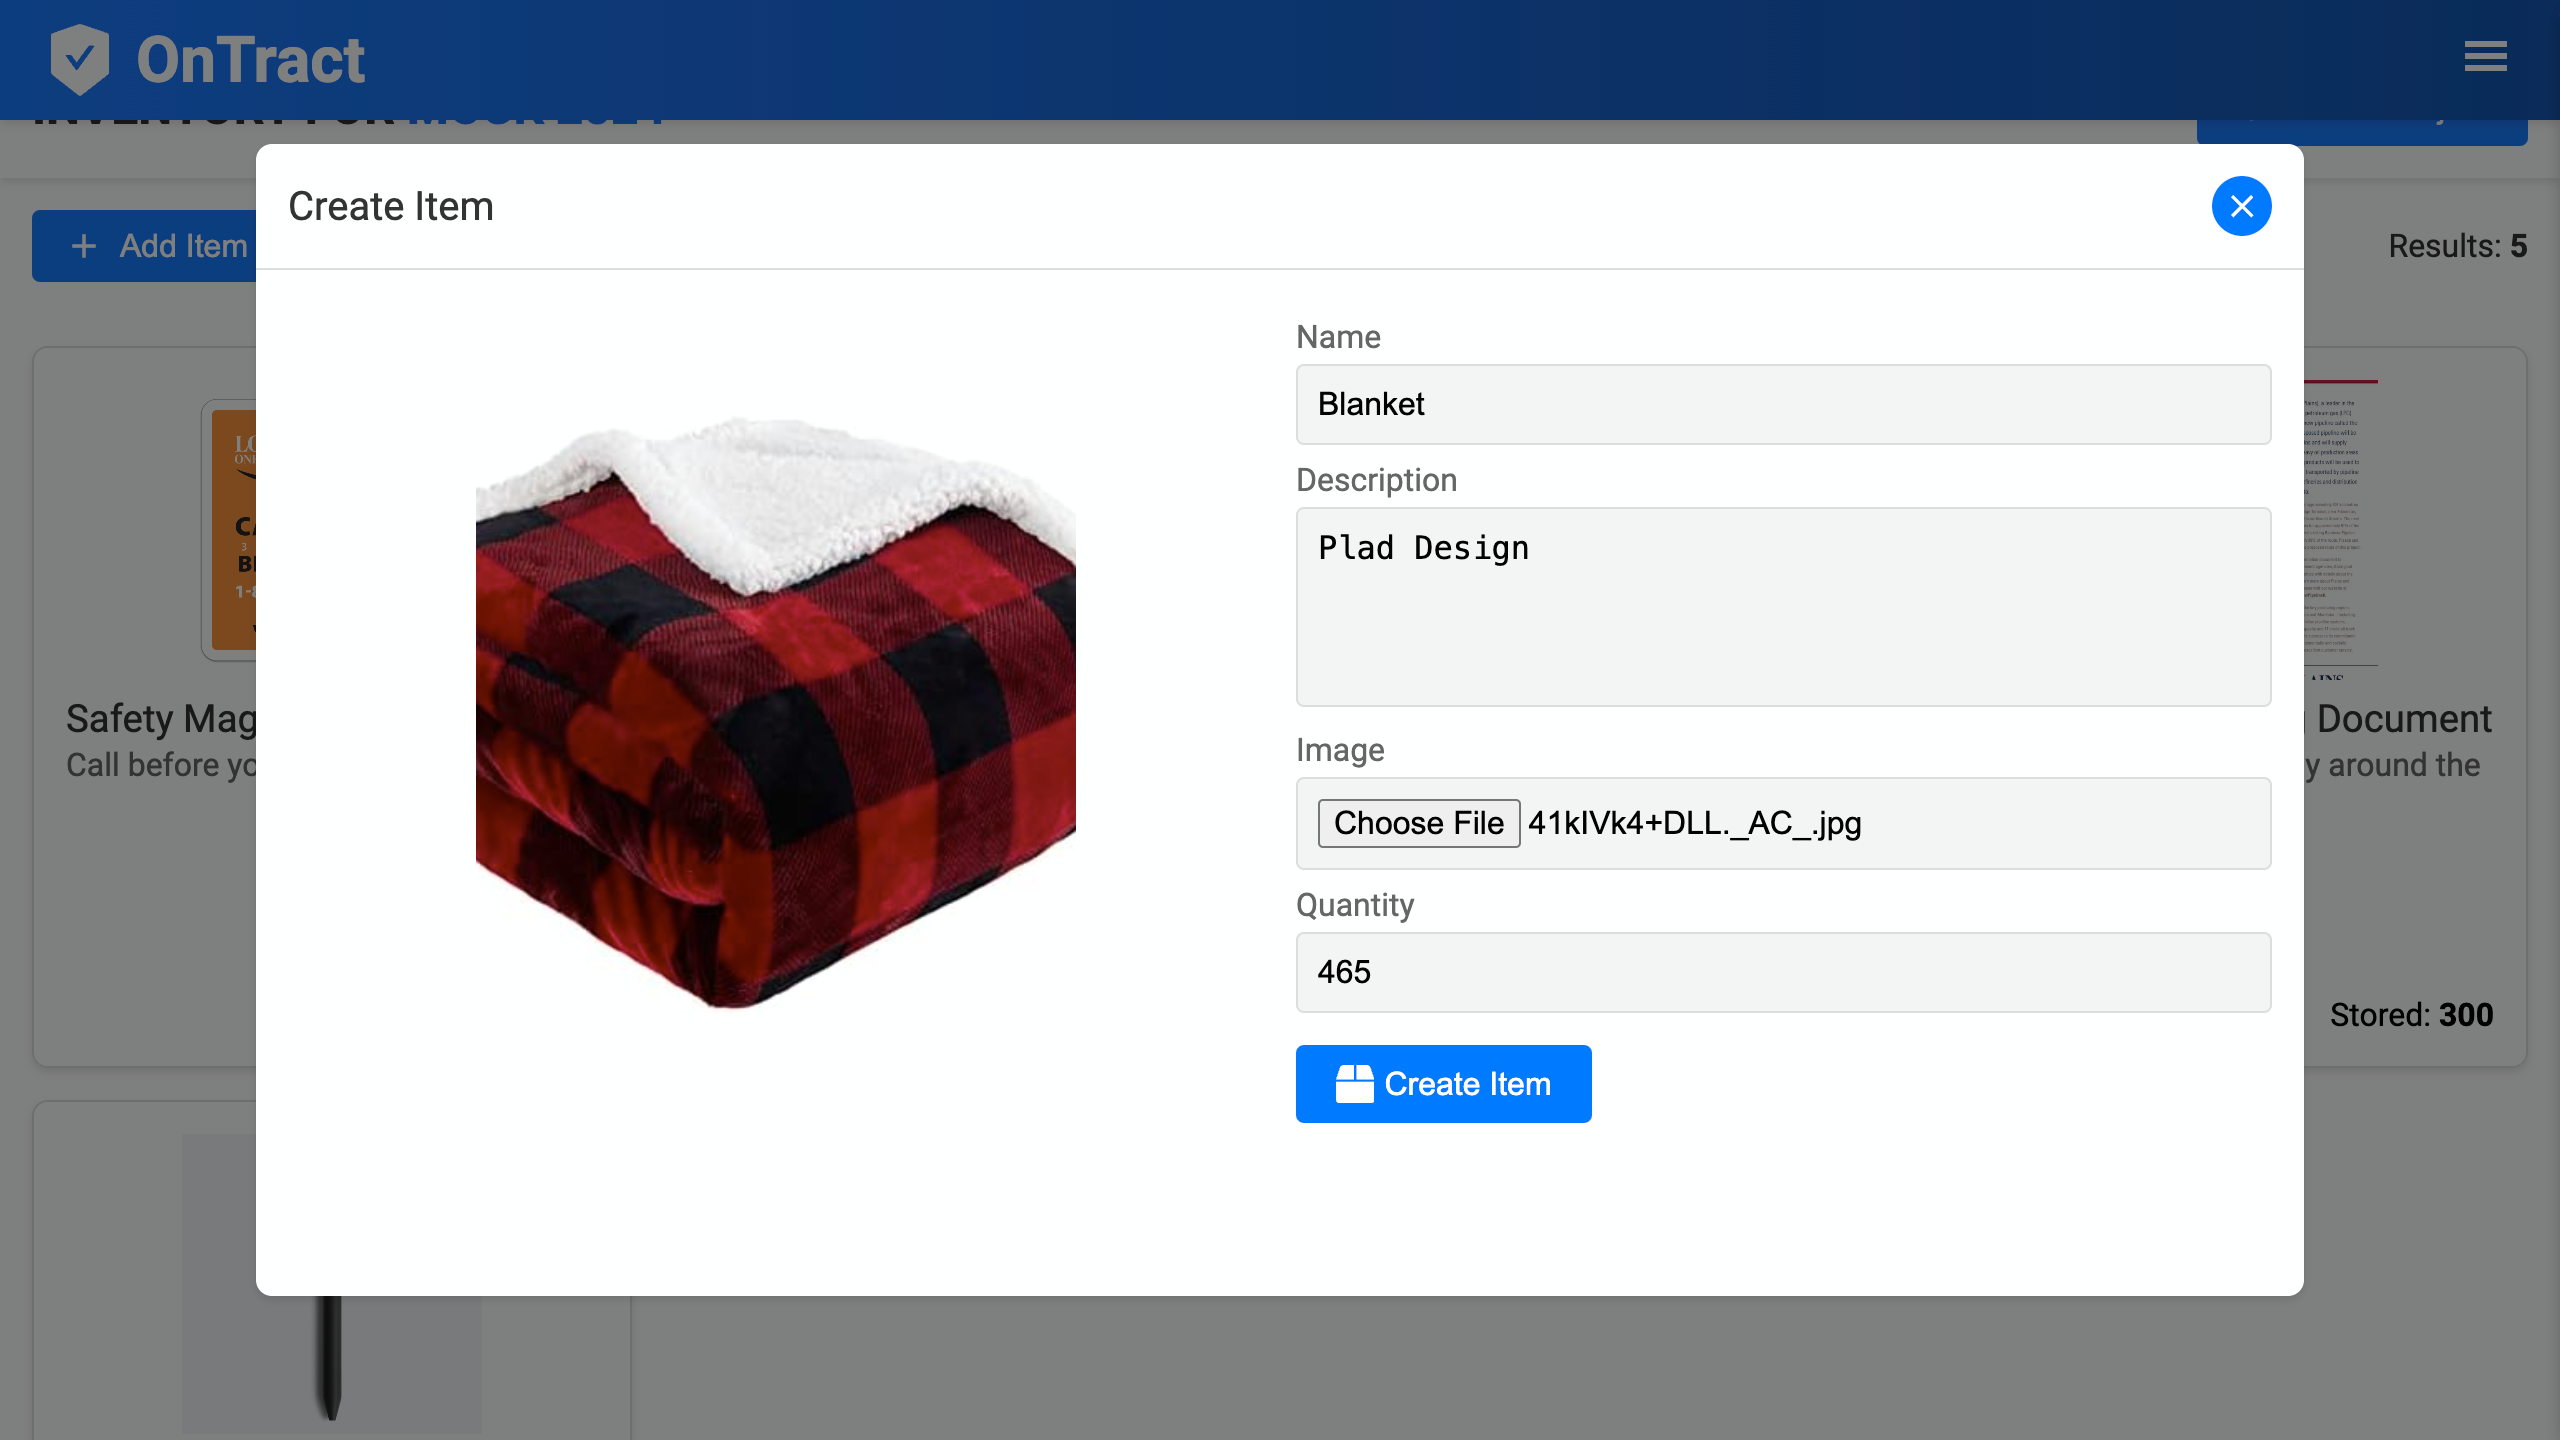 OnTract
Create Item
Add Item
Results: 5
Name
Blanket
Description
Plad Design
Image
Choose File 41kIVk4+DLL._AC_.jpg
Quantity
465
Create Item
Safety Mag
Call before yo
Document
y around the
Stored: 300